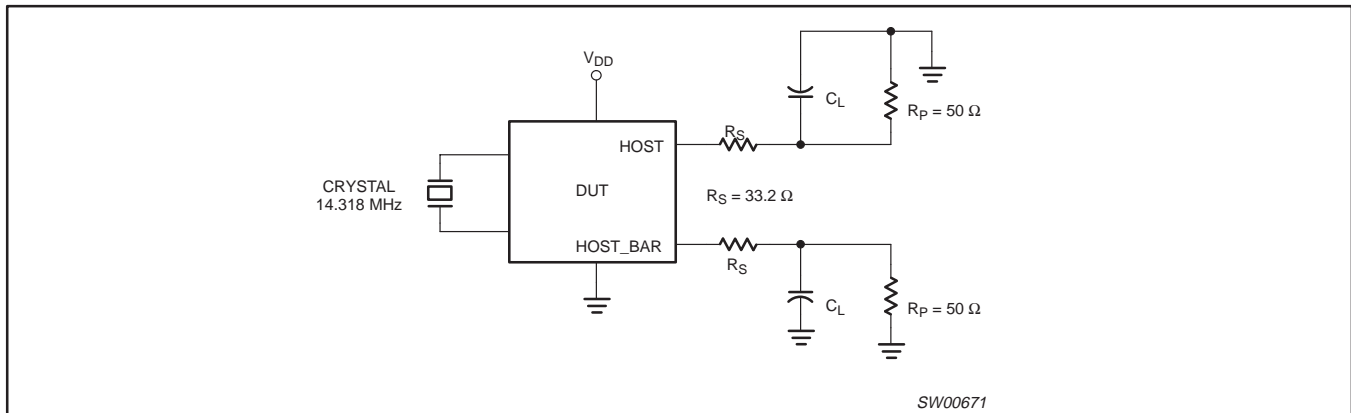 VDD
CL
RP = 50 Ω
RS
HOST
CRYSTAL
14.318 MHz
DUT
RS = 33.2 Ω
HOST_BAR
RS
CL
RP = 50 Ω
SW00671